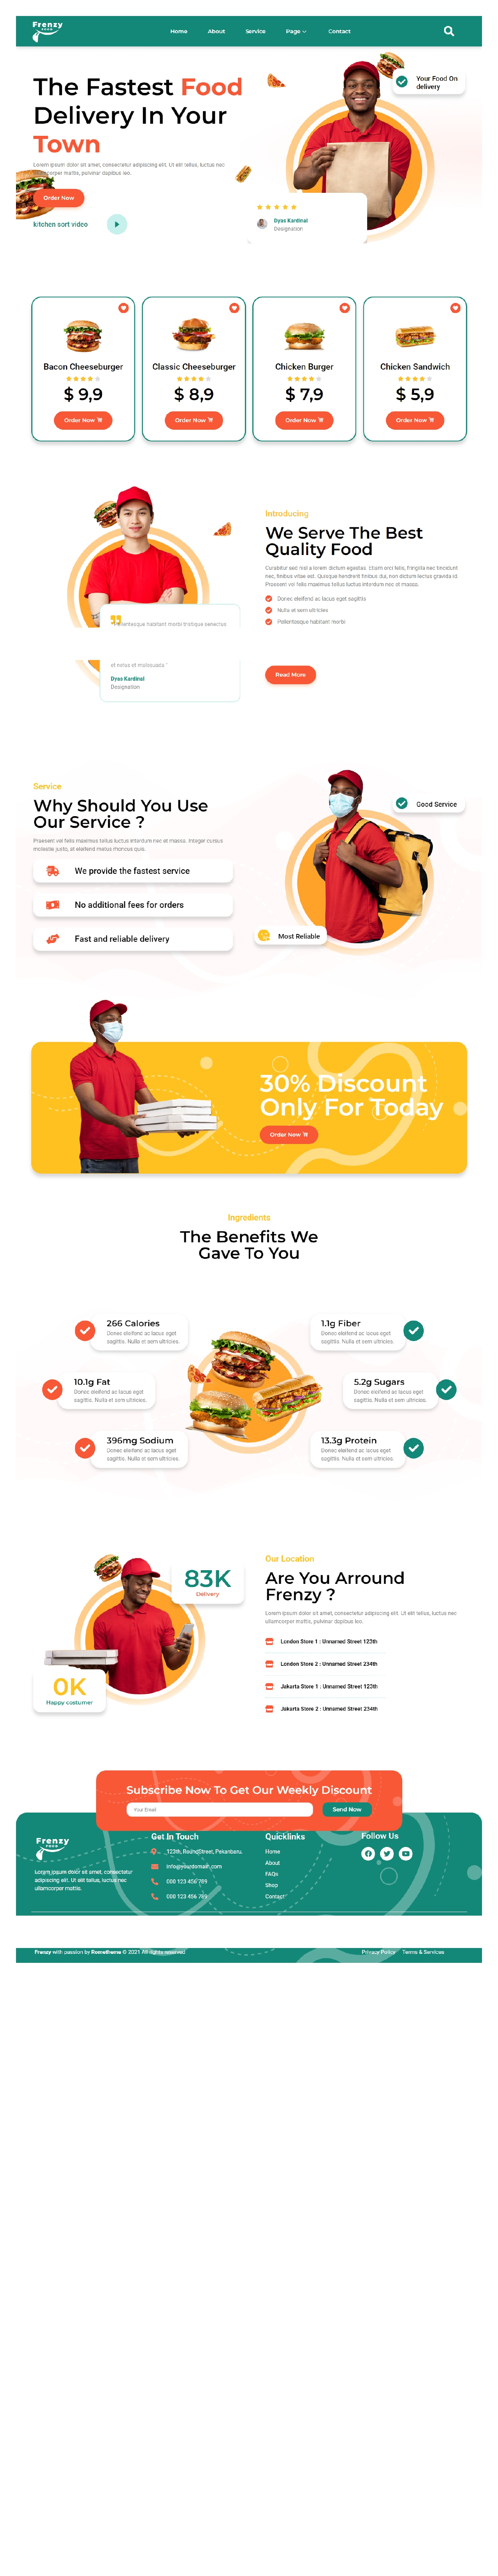 Frenzy
FOOD
Home
About
Service
Page
Contact
The Fastest Food
Delivery In Your
Town
Lorem ipsum dolor sit amet, consectetur adipiscing elit. Ut elit tellus, luctus nec
ullamcorper mattis, pulvinar dapibus leo.
Order Now
kitchen sort video
Your Food On
delivery
Dyas Kardinal
Designation
Bacon Cheeseburger
$ 9,9
Order Now
Classic Cheeseburger
$ 8,9
Order Now
Chicken Burger
$ 7,9
Order Now
Chicken Sandwich
$ 5,9
Order Now
Pellentesque habitant morbi tristique senectus
et netus et malesuada "
Dyas Kardinal
Designation
Introducing
We Serve The Best
Quality Food
Curabitur sed nisl a lorem dictum egestas. Etiam orci felis, fringilla nec tincidunt
nec, finibus vitae est. Quisque hendrerit finibus dui, non dictum lectus gravida id.
Praesent vel felis maximus tellus luctus interdum nec et massa.
Donec eleifend ac lacus eget sagittis
Nulla et sem ultricies
Pellentesque habitant morbi
Read More
Service
Why Should You Use
Our Service ?
Praesent vel felis maximus tellus luctus interdum nec et massa. Integer cursus
molestie justo, at eleifend metus rhoncus quis.
We provide the fastest service
No additional fees for orders
Fast and reliable delivery
Good Service
Most Reliable
30% Discount
Only For Today
Order Now
Ingredients
The Benefits We
Gave To You
266 Calories
Donec eleifend ac lacus eget
sagittis. Nulla et sem ultricies.
10.1g Fat
Donec eleifend ac lacus eget
sagittis. Nulla et sem ultricies.
396mg Sodium
Donec eleifend ac lacus eget
sagittis. Nulla et sem ultricies.
1.1g Fiber
Donec eleifend ac lacus eget
sagittis. Nulla et sem ultricies.
5.2g Sugars
Donec eleifend ac lacus eget
sagittis. Nulla et sem ultricies.
13.3g Protein
Donec eleifend ac lacus eget
sagittis. Nulla et sem ultricies.
83K
Delivery
0K
Happy costumer
Our Location
Are You Arround
Frenzy ?
Lorem ipsum dolor sit amet, consectetur adipiscing elit. Ut elit tellus, luctus nec
ullamcorper mattis, pulvinar dapibus leo.
London Store 1 : Unnamed Street 123th
London Store 2 : Unnamed Street 234th
Jakarta Store 1 : Unnamed Street 123th
Jakarta Store 2 : Unnamed Street 234th
Subscribe Now To Get Our Weekly Discount
Your Email
Send Now
Frenzy
FOOD
Lorem ipsum dolor sit amet, consectetur
adipiscing elit. Ut elit tellus, luctus nec
ullamcorper mattis.
Get In Touch
123th, RoundStreet, Pekanbaru.
info@yourdomain.com
000 123 456 789
000 123 456 789
Quicklinks
Home
About
FAQs
Shop
Contact
Follow Us
Frenzy with passion by Rometheme © 2021 All rights reserved
Privacy Policy
Terms & Services